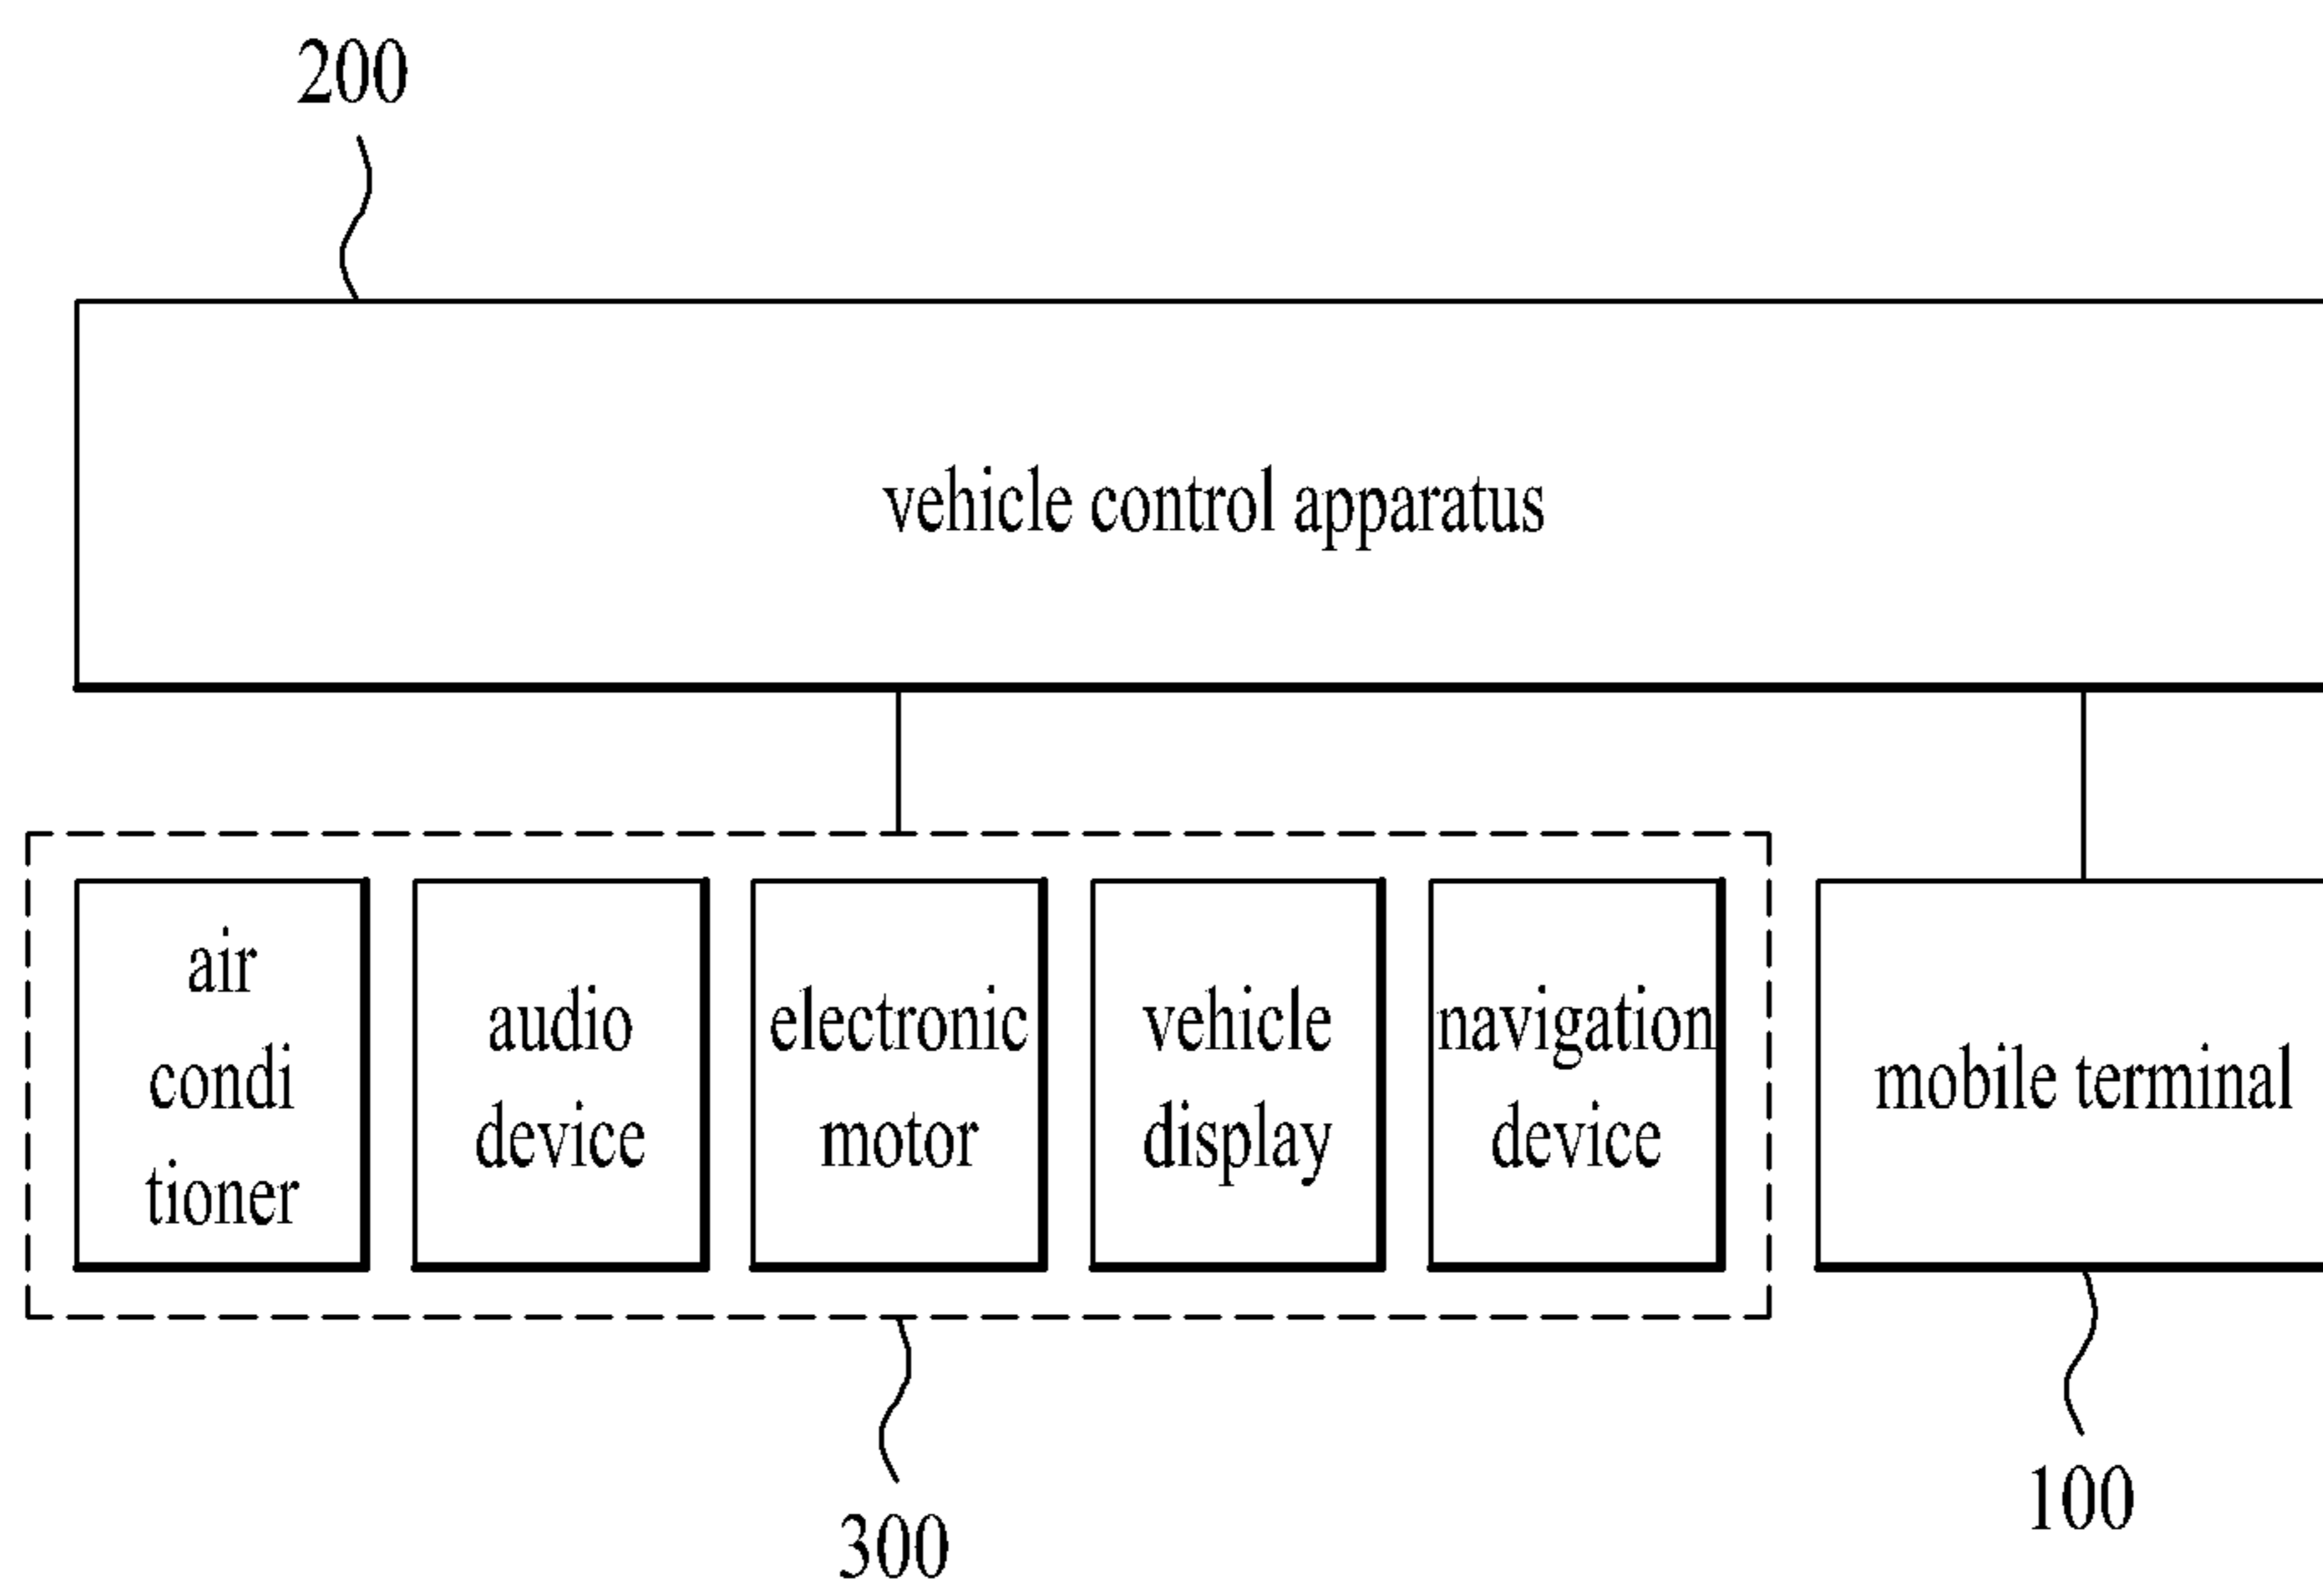 200
vehicle control apparatus
air
condi
tioner
audio
device
electronic
motor
vehicle
display
navigation
device
mobile terminal
300
100